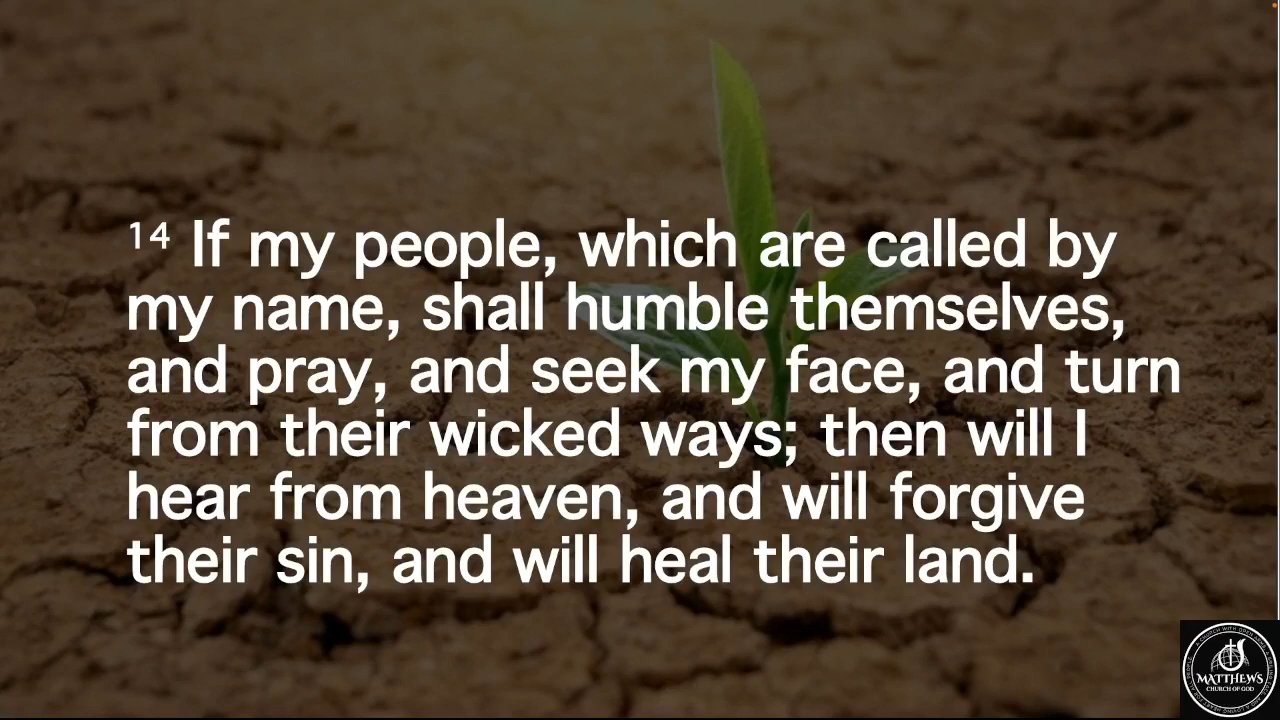 14 If my people, which are called by
my name, shall humble themselves,
and pray, and seek my face, and turn
from their wicked ways; then will I
hear from heaven, and will forgive
their sin, and will heal their land.
MATTHEWS
CHURCH OF GOD